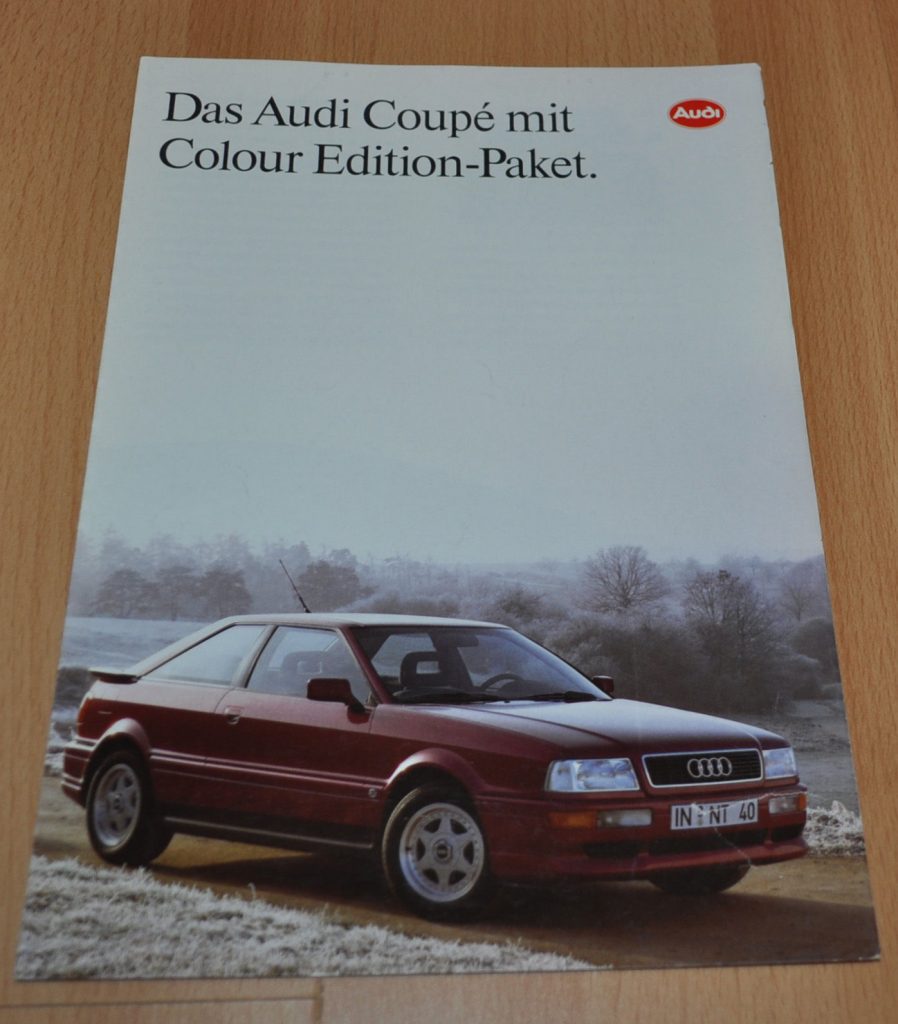 Das Audi Coupé mit
Colour Edition-Paket.
Audi
IN NT 40